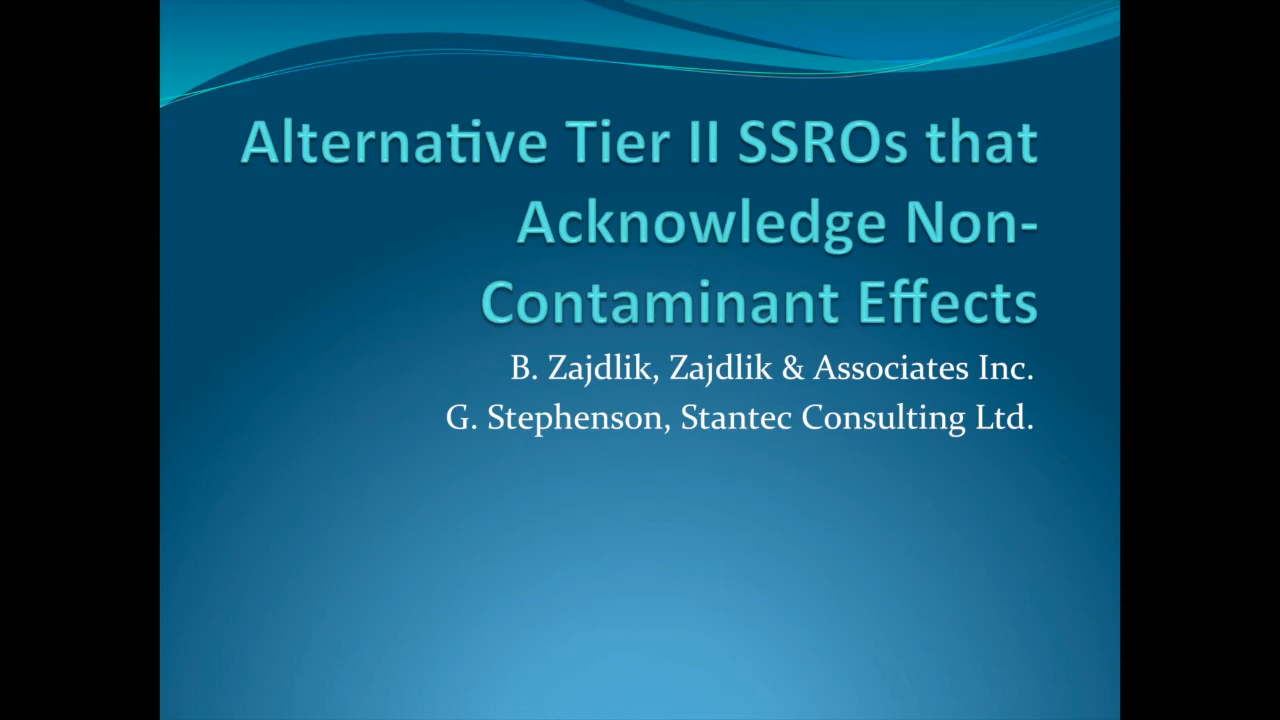 Alternative Tier II SSROs that
Acknowledge Non-
Contaminant Effects
B. Zajdlik, Zajdlik & Associates Inc.
G. Stephenson, Stantec Consulting Ltd.